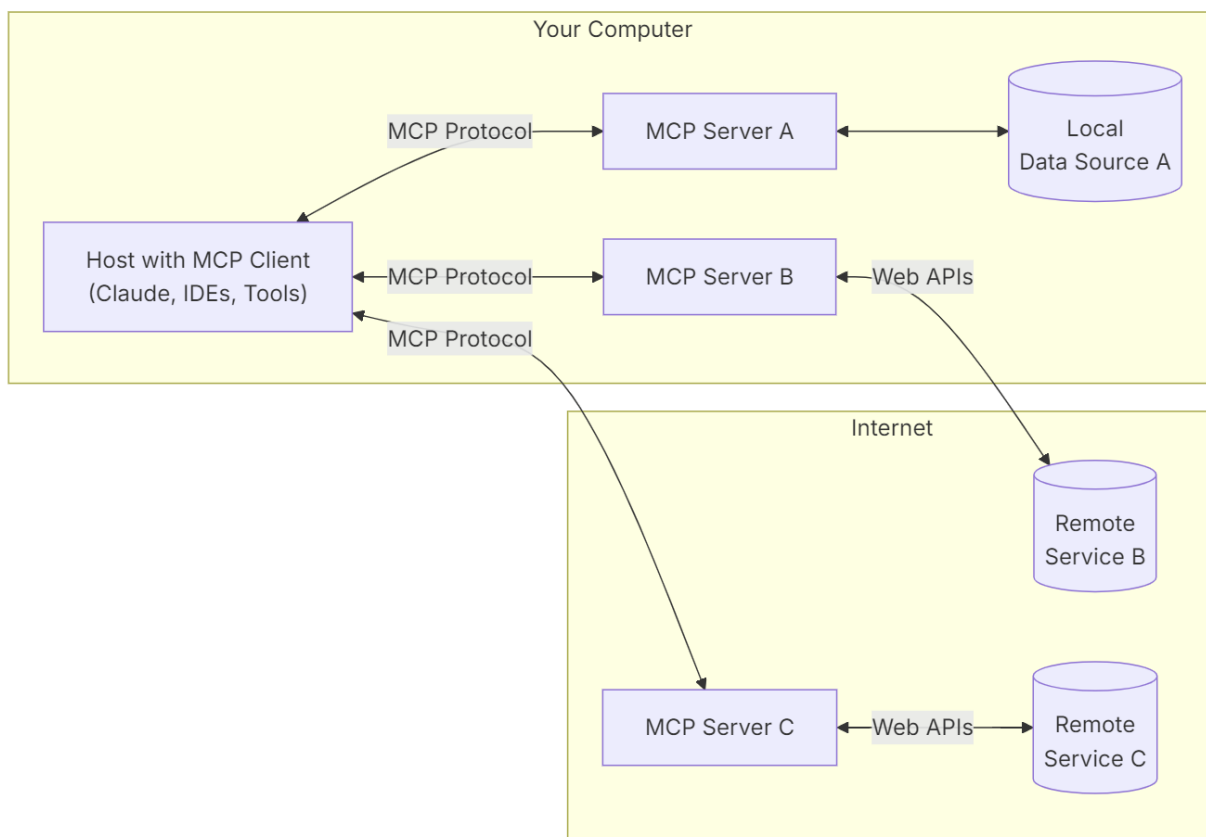 Your Computer
MCP Protocol
MCP Server A
Local
Data Source A
Host with MCP Client
(Claude, IDEs, Tools)
MCP Protocol
MCP Server B
Web APIs
MCP Protocol
Internet
Remote
Service B
MCP Server C
Web APIs
Remote
Service C